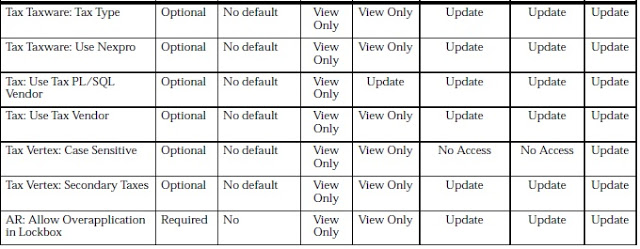 Tax Taxware: Tax Type Optional No default View Only View Only Update Update Update
Tax Taxware: Use Nexpro Optional No default View Only View Only Update Update Update
Tax: Use Tax PL/SQL Vendor Optional No default View Only Update Update Update Update
Tax: Use Tax Vendor Optional No default View Only View Only Update Update Update
Tax Vertex: Case Sensitive Optional No default View Only View Only No Access No Access Update
Tax Vertex: Secondary Taxes Optional No default View Only View Only Update Update Update
AR: Allow Overapplication in Lockbox Required No View Only View Only Update Update Update